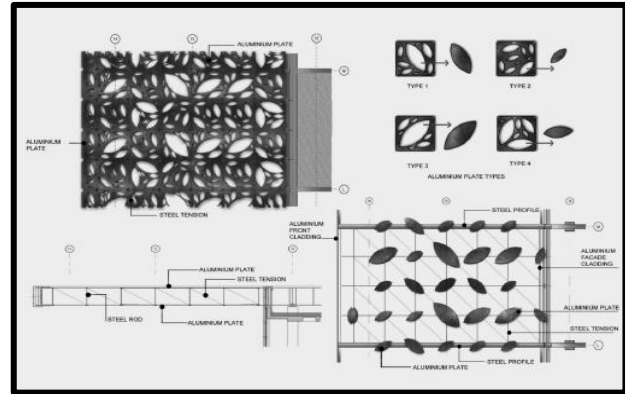 ALUMINIUM PLATE
ALUMINIUM
PLATE
STEEL TENSION
M
L
TYPE 1
TYPE 2
TYPE 3
TYPE 4
ALUMINIUM PLATE TYPES
STEEL PROFILE
ALUMINIUM
FRONT
CLADDING
ALUMINIUM
FACADE
CLADDING
ALUMINIUM PLATE
STEEL TENSION
STEEL PROFILE
ALUMINIUM PLATE
M
L
ALUMINIUM PLATE
STEEL TENSION
STEEL ROD
ALUMINIUM PLATE